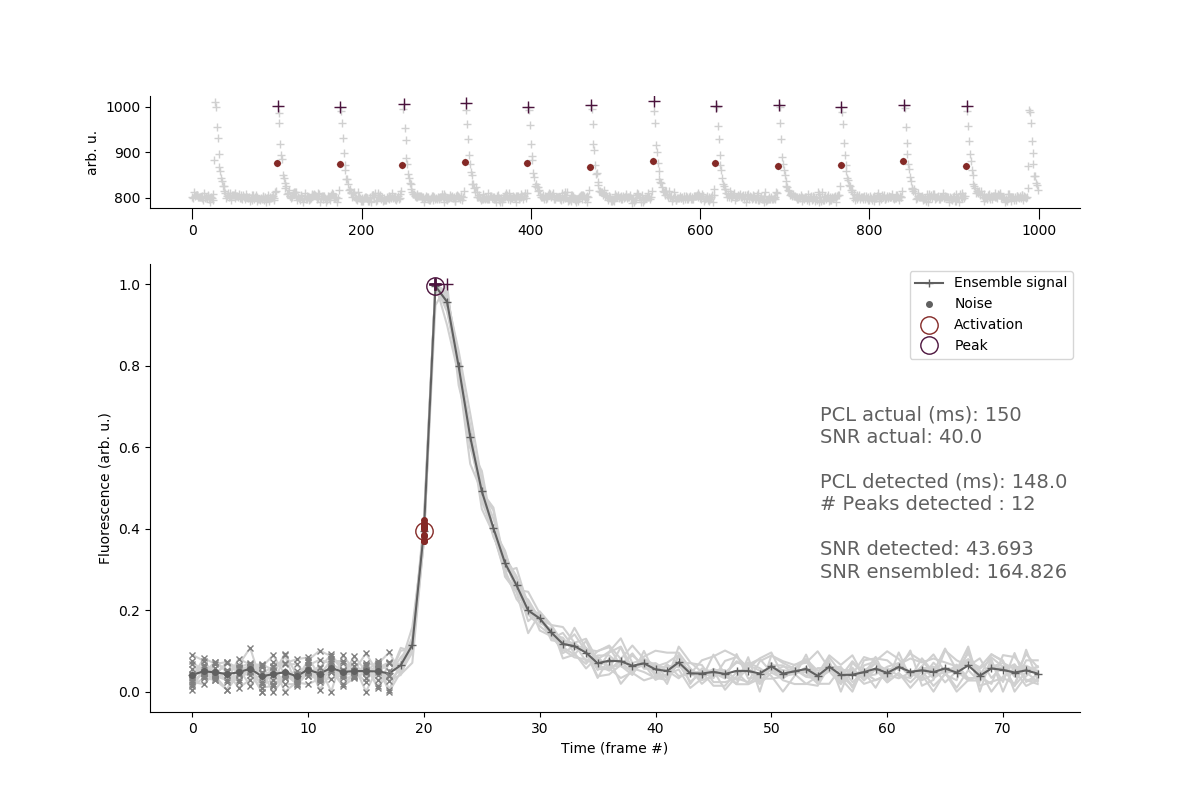 1000
900
800
arb. u.
0 200 400 600 800 1000
1.0
0.8
0.6
0.4
0.2
0.0
Fluorescence (arb. u.)
Ensemble signal
Noise
Activation
Peak
PCL actual (ms): 150
SNR actual: 40.0
PCL detected (ms): 148.0
# Peaks detected : 12
SNR detected: 43.693
SNR ensembled: 164.826
0 10 20 30 40 50 60 70
Time (frame #)